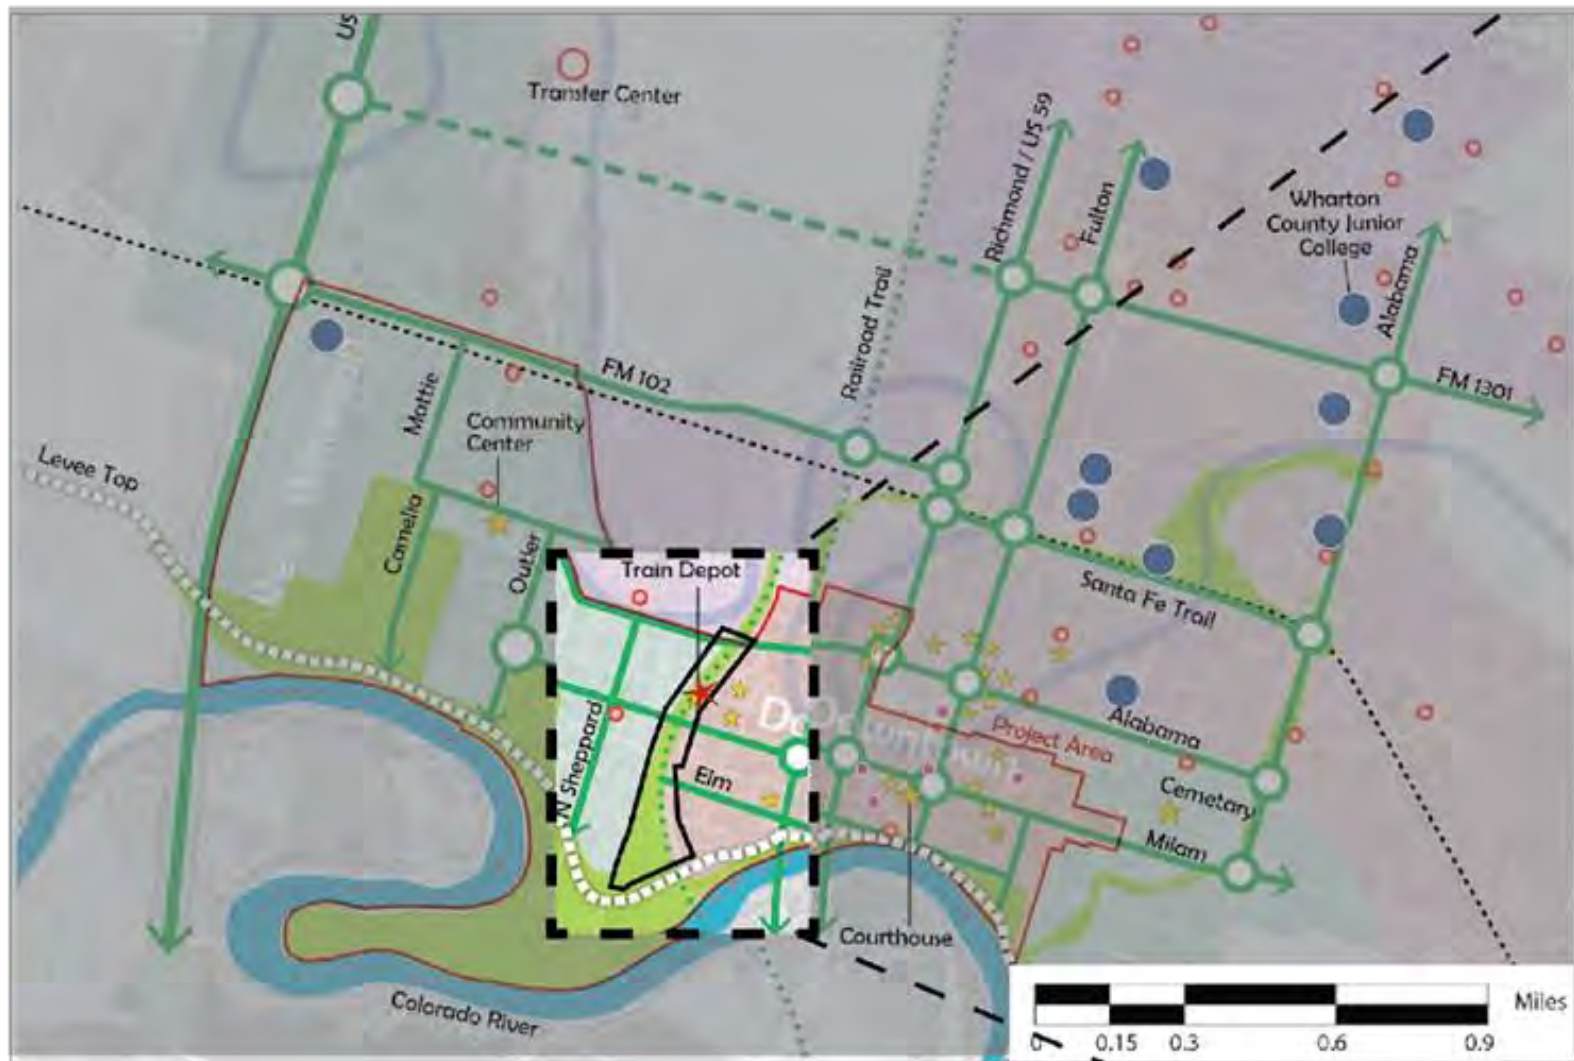 US
Transfer Center
Richmond / US 59
Fulton
Wharton
County Junior
College
Alabama
Railroad Trail
FM 102
FM 1301
Mattie
Community
Center
Levee Top
Camelia
Outler
Train Depot
Santa Fe Trail
N Sheppard
Elm
Project Area
Alabama
Cemetary
Milam
Courthouse
Colorado River
0 0.15 0.3 0.6 0.9
Miles